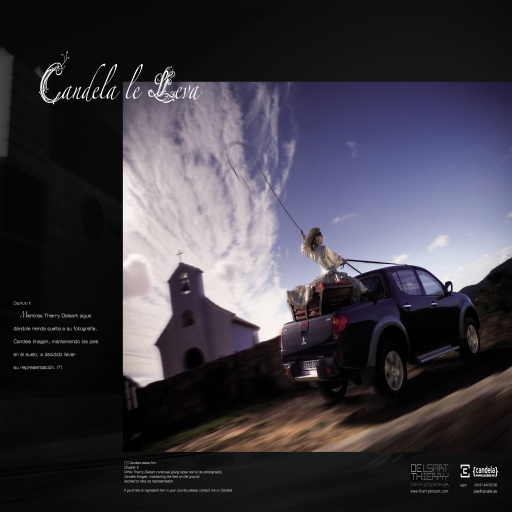 Candela le Leva
Capítulo II:
Mientras Thierry Delsart sigue
dándole rienda suelta a su fotografía,
Candela Imagen, manteniendo los pies
en el suelo, a decidido llevar
su representación. (*)
(*) Candela takes him
Chapter II
While Thierry Delsart continues giving loose rein to his photography,
Candela Imagen, maintaining the feet on the ground
decided to take its representation.
If you'd like to represent him in your country, please contact me on Candela
DELSART
THIERRY
{candela}
www.thierrydelsart.com